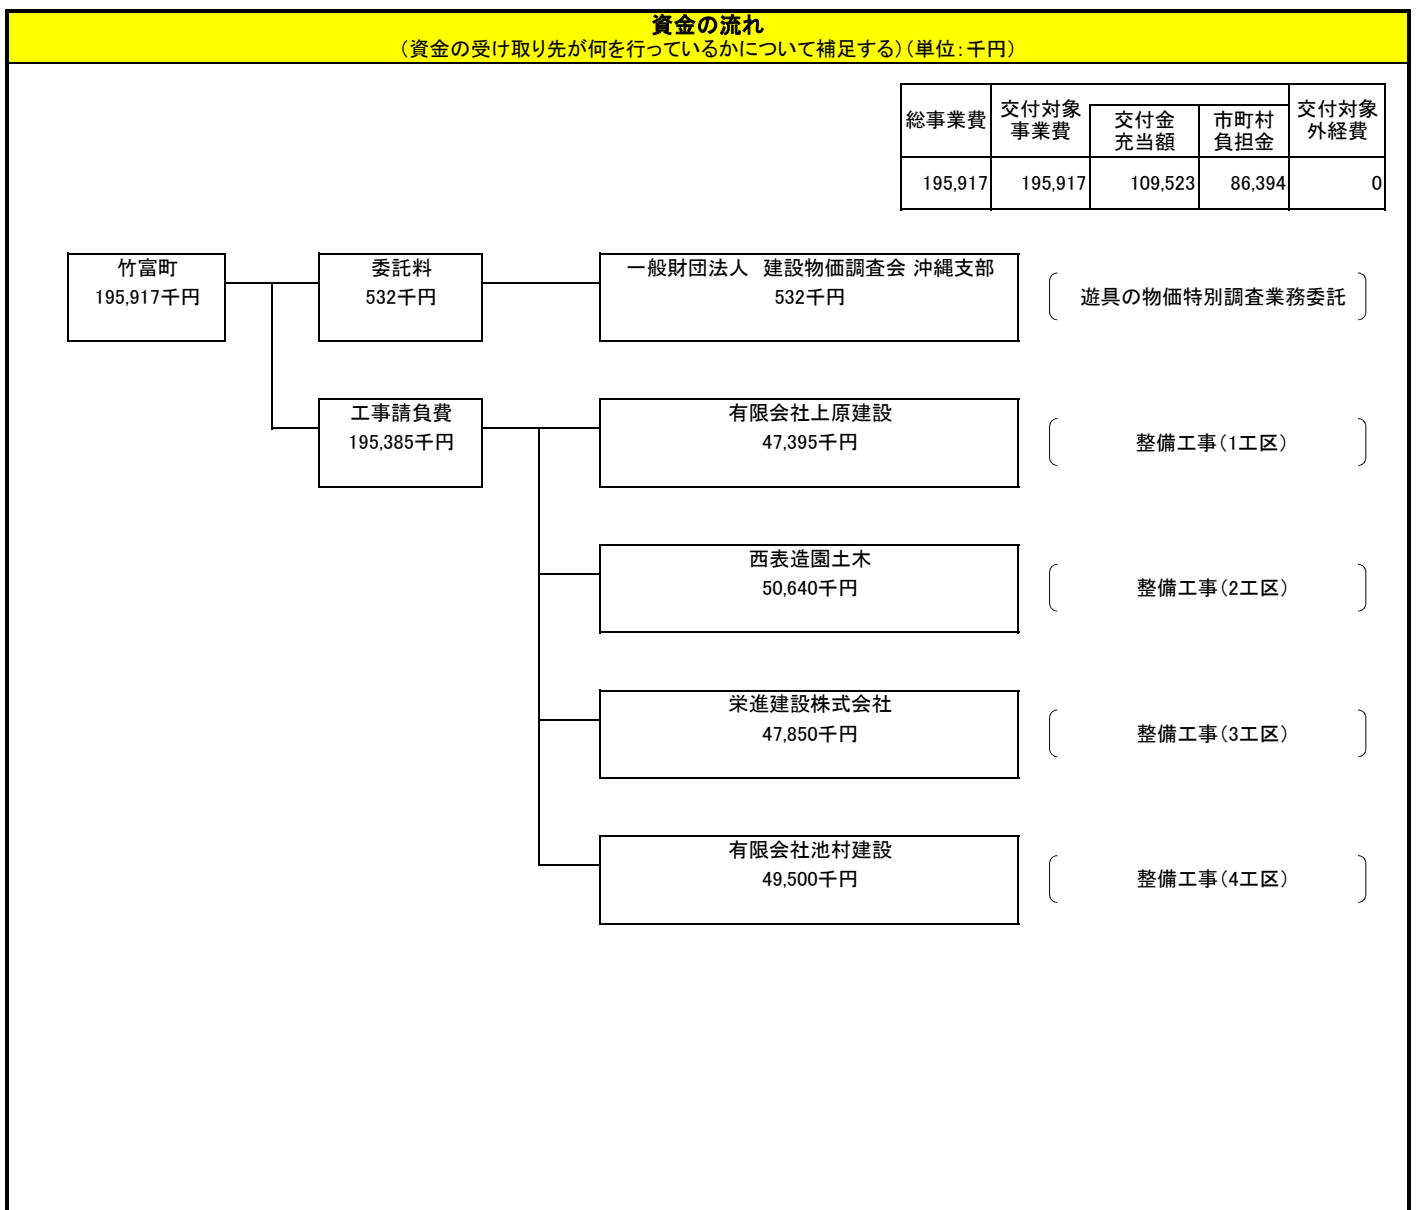 資金の流れ
（資金の受け取り先が何を行っているかについて補足する）（単位：千円）
総事業費
交付対象
事業費
交付金
充当額
市町村
負担金
交付対象
外経費
195,917
195,917
109,523
86,394
0
竹富町
195,917千円
委託料
532千円
一般財団法人　建設物価調査会 沖縄支部
532千円
遊具の物価特別調査業務委託
工事請負費
195,385千円
有限会社上原建設
47,395千円
整備工事（1工区）
西表造園土木
50,640千円
整備工事（2工区）
栄進建設株式会社
47,850千円
整備工事（3工区）
有限会社池村建設
49,500千円
整備工事（4工区）